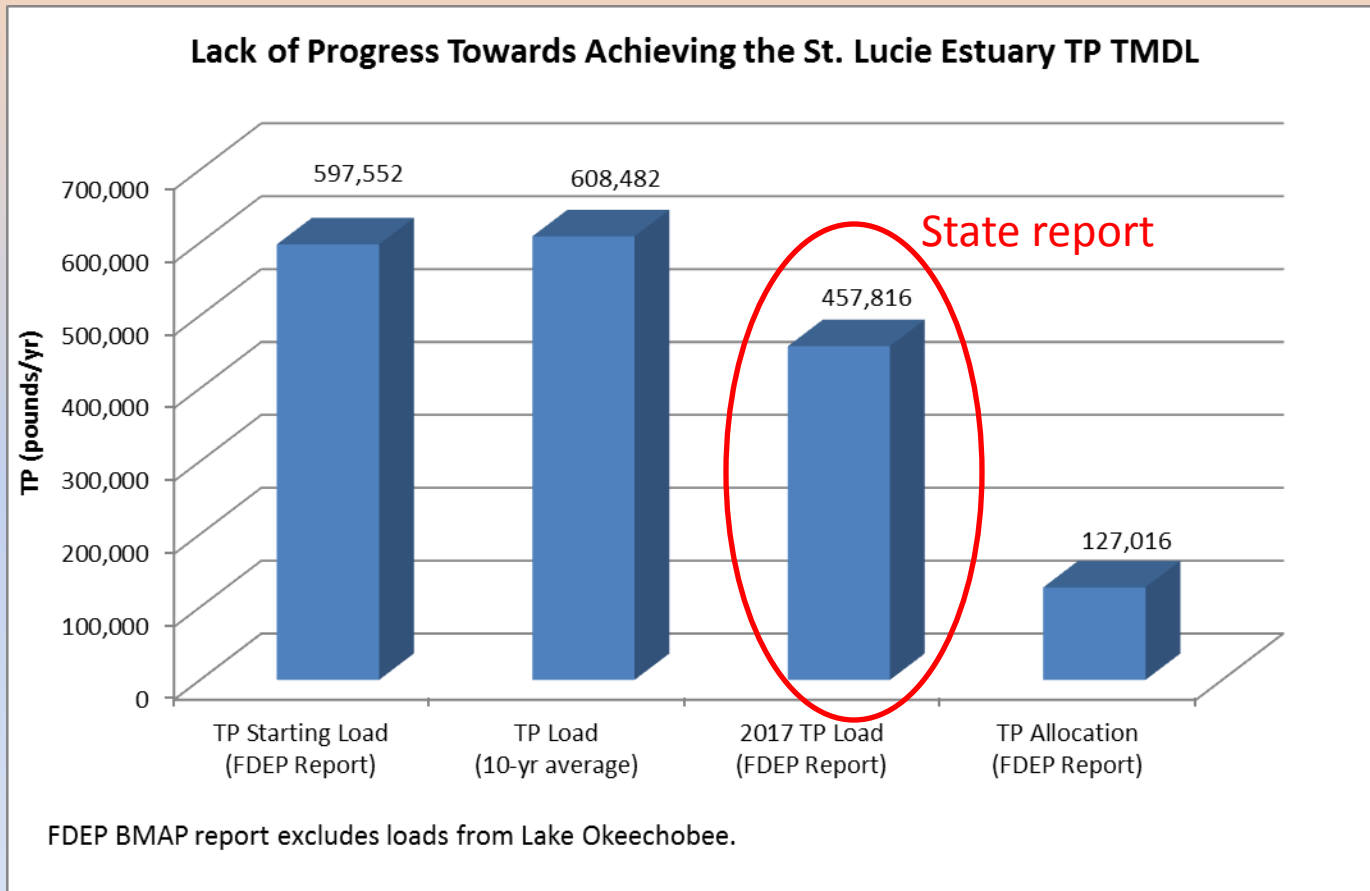 Lack of Progress Towards Achieving the St. Lucie Estuary TP TMDL
TP (pounds/yr)
700,000
600,000
500,000
400,000
300,000
200,000
100,000
0
597,552
608,482
State report
457,816
127,016
TP Starting Load
(FDEP Report)
TP Load
(10-yr average)
2017 TP Load
(FDEP Report)
TP Allocation
(FDEP Report)
FDEP BMAP report excludes loads from Lake Okeechobee.